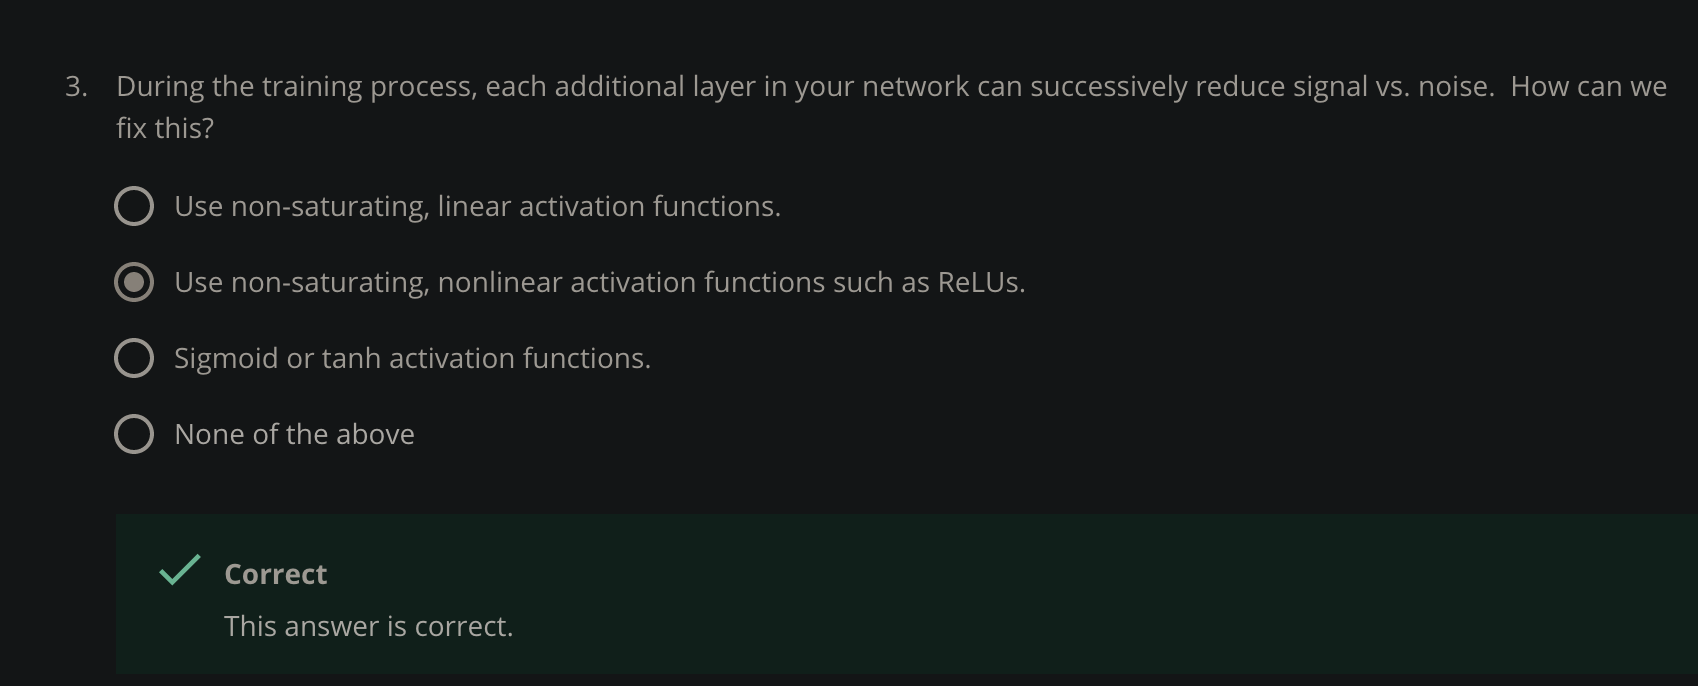 3. During the training process, each additional layer in your network can successively reduce signal vs. noise. How can we
fix this?
Use non-saturating, linear activation functions.
Use non-saturating, nonlinear activation functions such as ReLUs.
Sigmoid or tanh activation functions.
None of the above
Correct
This answer is correct.